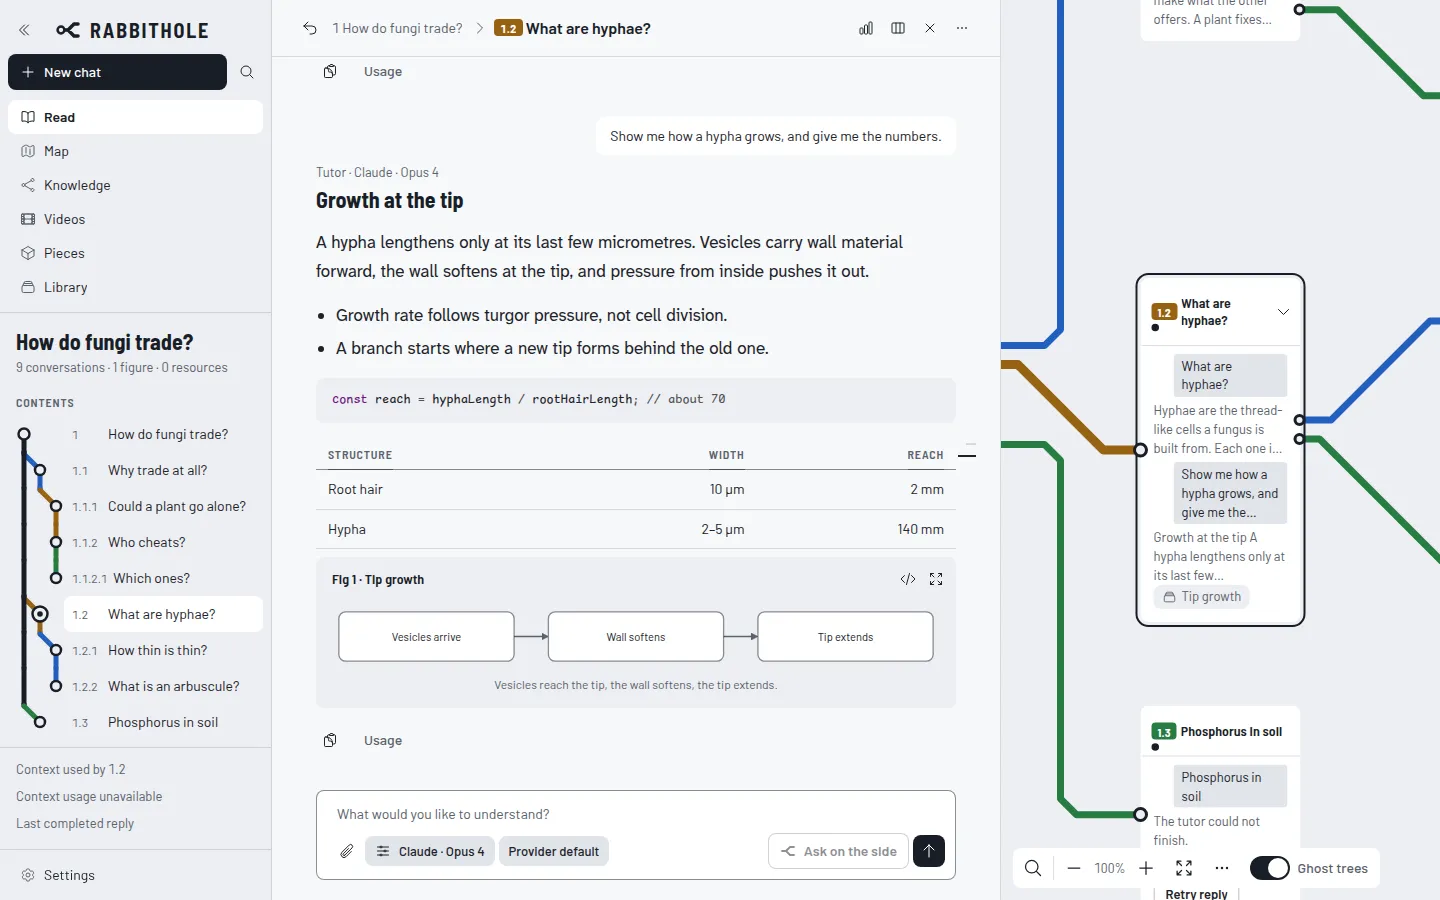 RABBITHOLE
New chat
Read
Map
Knowledge
Videos
Pieces
Library
How do fungi trade?
9 conversations · 1 figure · 0 resources
CONTENTS
1 How do fungi trade?
1.1 Why trade at all?
1.1.1 Could a plant go alone?
1.1.2 Who cheats?
1.1.2.1 Which ones?
1.2 What are hyphae?
1.2.1 How thin is thin?
1.2.2 What is an arbuscule?
1.3 Phosphorus in soil
Context used by 1.2
Context usage unavailable
Last completed reply
Settings
1 How do fungi trade? 1.2 What are hyphae?
Usage
Show me how a hypha grows, and give me the numbers.
Tutor · Claude · Opus 4
Growth at the tip
A hypha lengthens only at its last few micrometres. Vesicles carry wall material
forward, the wall softens at the tip, and pressure from inside pushes it out.
• Growth rate follows turgor pressure, not cell division.
• A branch starts where a new tip forms behind the old one.
const reach = hyphaLength / rootHairLength; // about 70
STRUCTURE WIDTH REACH
Root hair 10 µm 2 mm
Hypha 2–5 µm 140 mm
Fig 1 · Tip growth
Vesicles arrive Wall softens Tip extends
Vesicles reach the tip, the wall softens, the tip extends.
Usage
What would you like to understand?
Claude · Opus 4 Provider default Ask on the side
make what the other
offers. A plant fixes...
1.2 What are
hyphae?
What are
hyphae?
Hyphae are the thread-
like cells a fungus is
built from. Each one i...
Show me how a
hypha grows, and
give me the...
Growth at the tip A
hypha lengthens only at
its last few...
Tip growth
1.3 Phosphorus in soil
Phosphorus in
soil
The tutor could not
finish.
100% Ghost trees
Retry reply